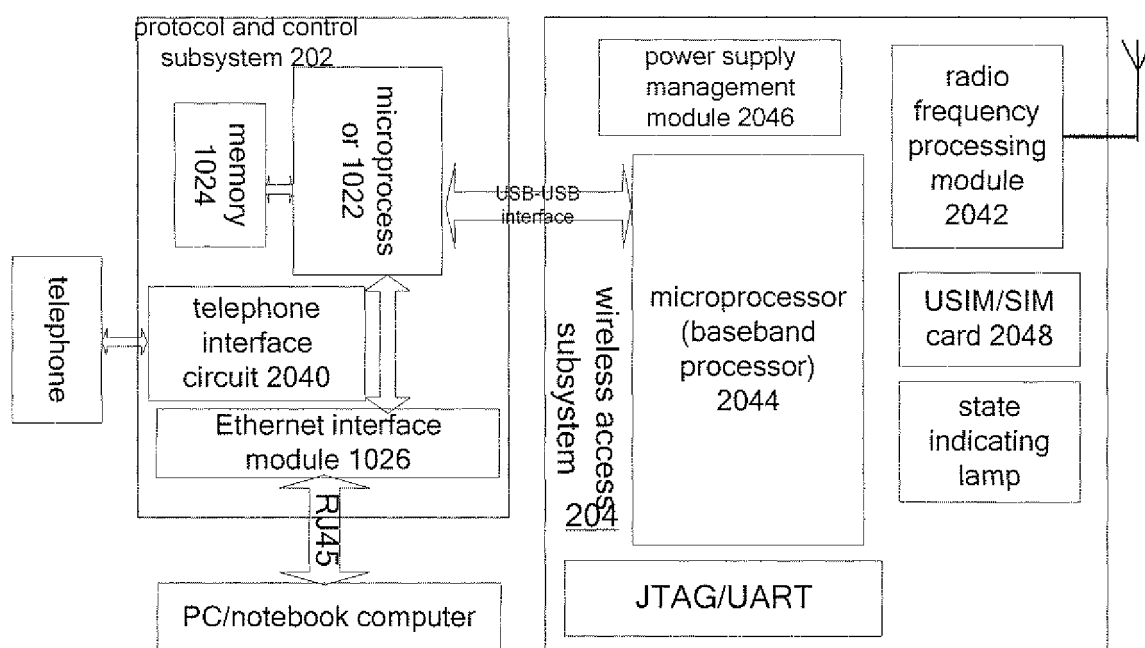 protocol and control
subsystem 202
microprocess
or 1022
memory
1024
telephone
telephone
interface
circuit 2040
Ethernet interface
module 1026
RJ45
PC/notebook computer
USB-USB
interface
power supply
management
module 2046
radio
frequency
processing
module
2042
wireless access
subsystem
204
microprocessor
(baseband
processor)
2044
USIM/SIM
card 2048
state
indicating
lamp
JTAG/UART